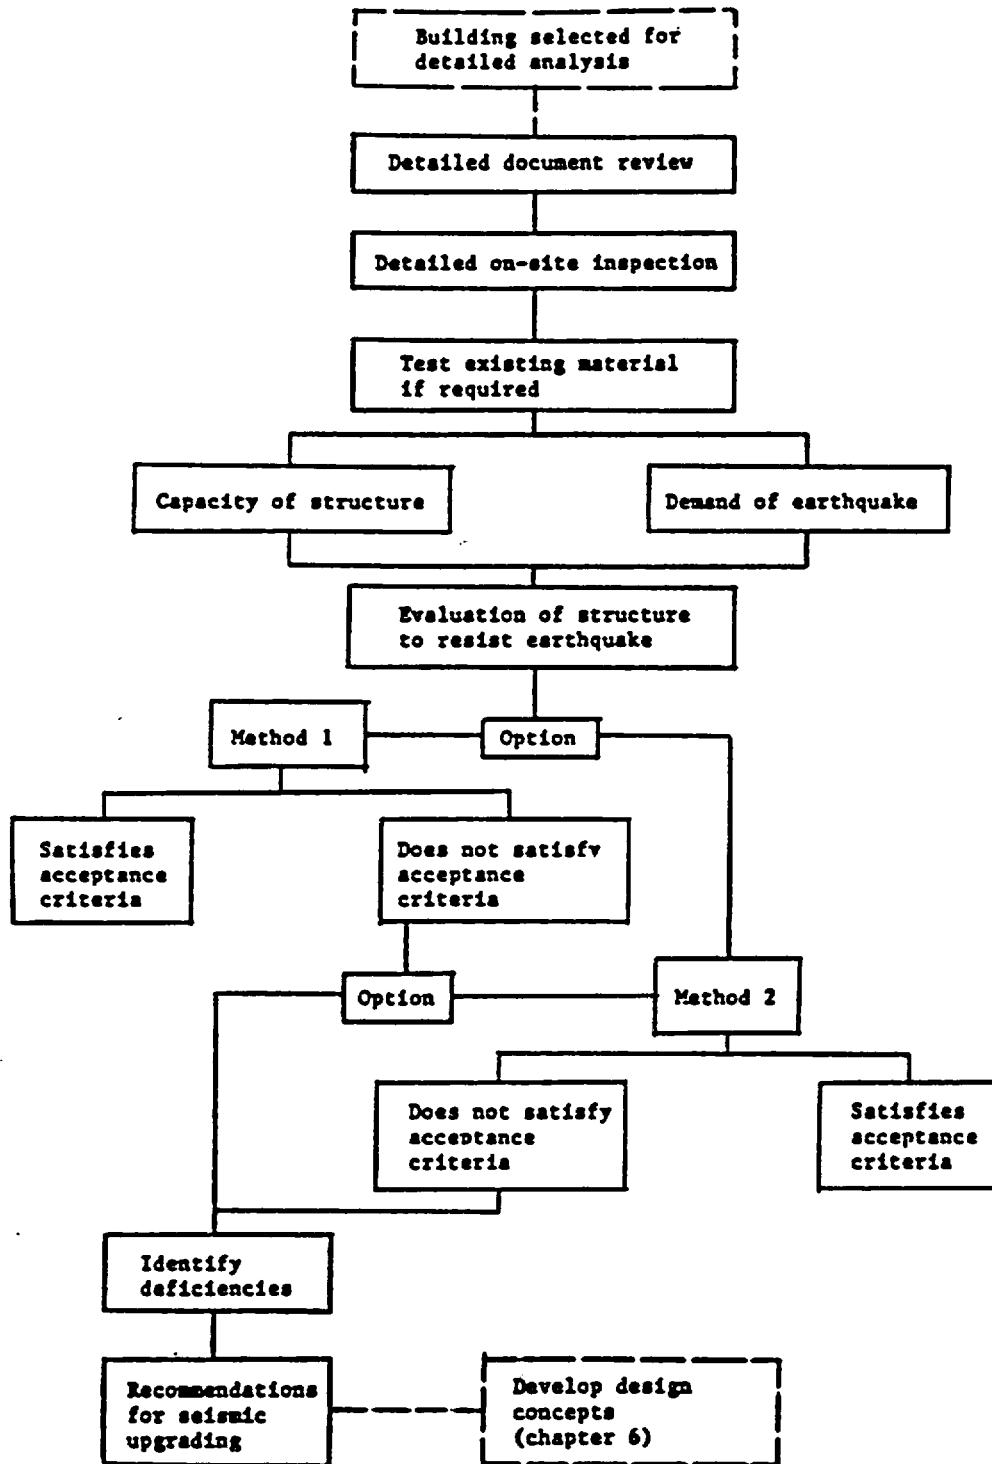 Building selected for
detailed analysis
Detailed document review
Detailed on-site inspection
Test existing material
if required
Capacity of structure
Demand of earthquake
Evaluation of structure
to resist earthquake
Method 1
Option
Satisfies
acceptance
criteria
Does not satisfy
acceptance
criteria
Option
Method 2
Does not satisfy
acceptance
criteria
Satisfies
acceptance
criteria
Identify
deficiencies
Recommendations
for seismic
upgrading
Develop design
concepts
(chapter 6)